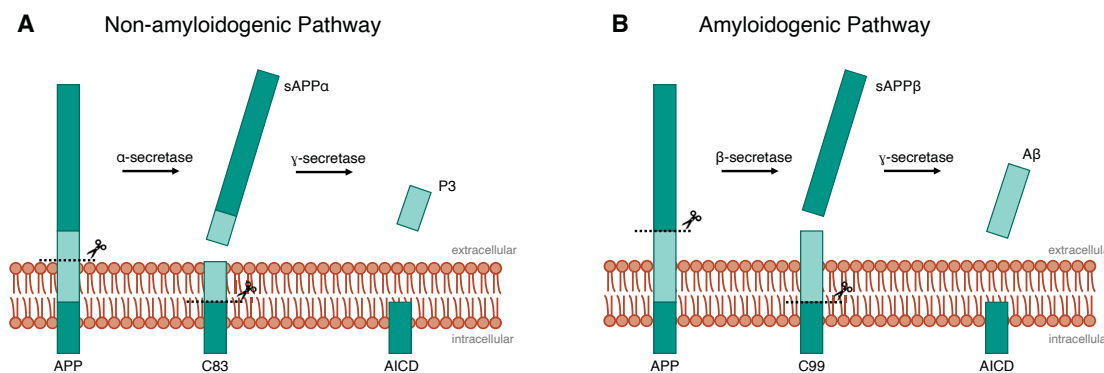 A Non-amyloidogenic Pathway
sAPPα
α-secretase
γ-secretase
P3
extracellular
intracellular
APP
C83
AICD
B Amyloidogenic Pathway
sAPPβ
β-secretase
γ-secretase
Aβ
extracellular
intracellular
APP
C99
AICD